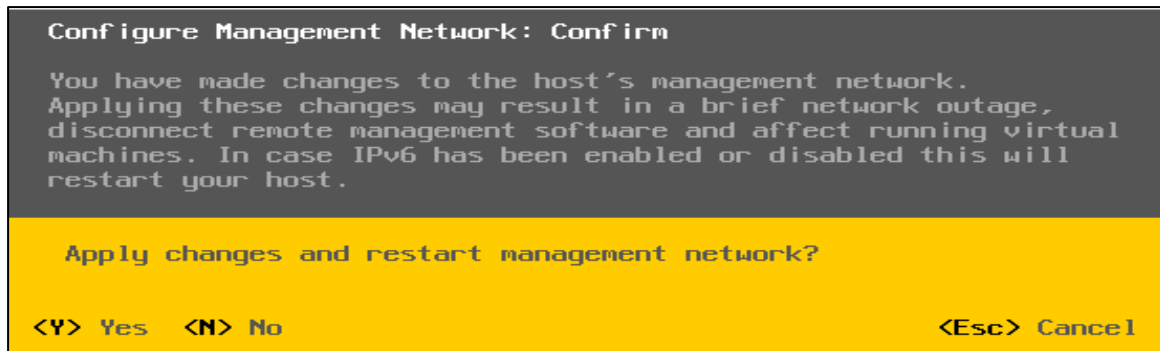 Configure Management Network: Confirm
You have made changes to the host's management network.
Applying these changes may result in a brief network outage,
disconnect remote management software and affect running virtual
machines. In case IPv6 has been enabled or disabled this will
restart your host.
Apply changes and restart management network?
<Y> Yes <N> No <Esc> Cancel